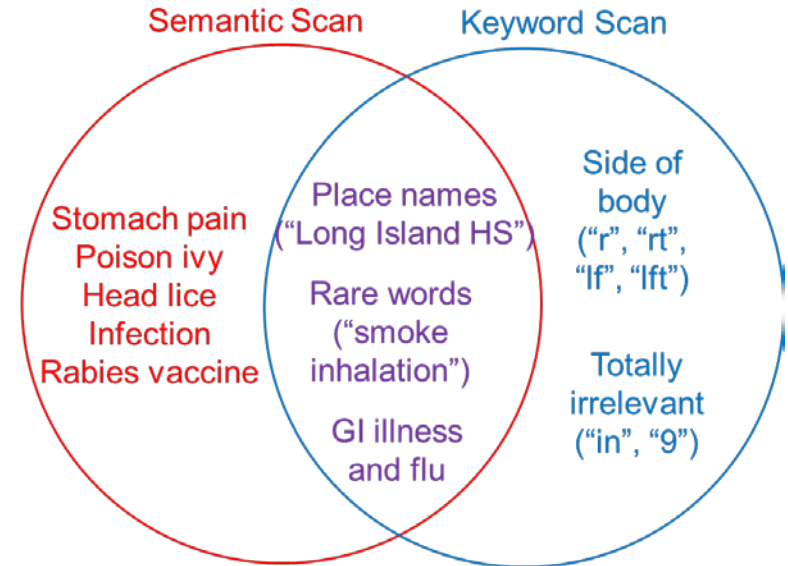 Semantic Scan
Keyword Scan
Stomach pain
Poison ivy
Head lice
Infection
Rabies vaccine
Place names
(“Long Island HS”)
Rare words
(“smoke
inhalation”)
GI illness
and flu
Side of
body
(“r”, “rt”,
“lf”, “lft”)
Totally
irrelevant
(“in”, “9”)